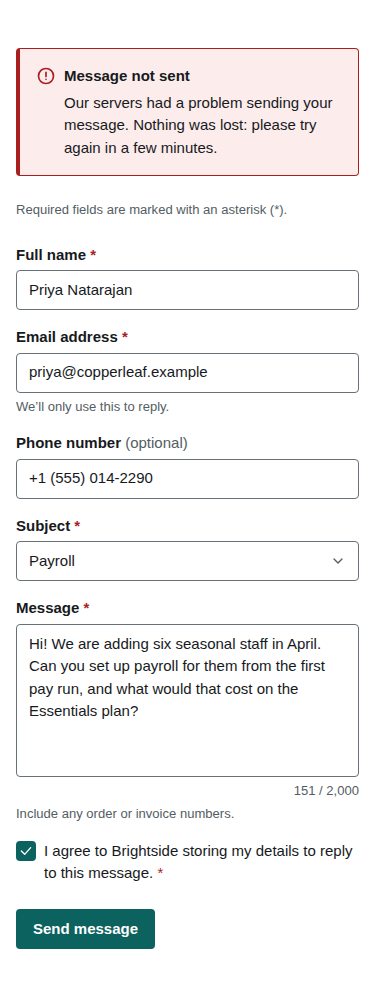 Message not sent
Our servers had a problem sending your
message. Nothing was lost: please try
again in a few minutes.
Required fields are marked with an asterisk (*).
Full name *
Priya Natarajan
Email address *
priya@copperleaf.example
We’ll only use this to reply.
Phone number (optional)
+1 (555) 014-2290
Subject *
Payroll
Message *
Hi! We are adding six seasonal staff in April.
Can you set up payroll for them from the first
pay run, and what would that cost on the
Essentials plan?
151 / 2,000
Include any order or invoice numbers.
I agree to Brightside storing my details to reply
to this message. *
Send message